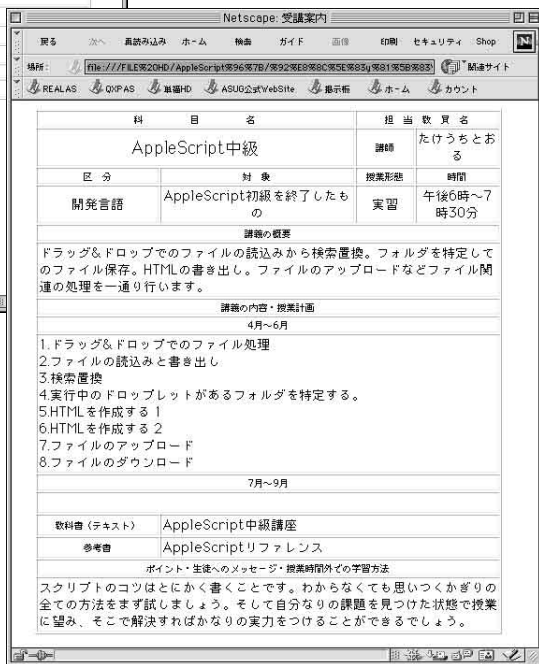 Netscape: 受講案内
戻る 次へ 再読み込み ホーム 検索 ガイド 画像 印刷 セキュリティ Shop N
場所: file:///FILE%20HD/AppleScript%96%7B/%92%E8%8C%5E%83y%81%5B%83 関連サイト
REALAS QXPAS 単福HD ASUG公式WebSite 掲示板 ホーム カウント
科 目 名 担 当 教 員 名
AppleScript中級 講師 たけうちとおる
区 分 対 象 授業形態 時間
開発言語 AppleScript初級を終了したもの 実習 午後6時~7時30分
講義の概要
ドラッグ&ドロップでのファイルの読込みから検索置換。フォルダを特定して
のファイル保存。HTMLの書き出し。ファイルのアップロードなどファイル関
連の処理を一通り行います。
講義の内容・授業計画
4月~6月
1.ドラッグ&ドロップでのファイル処理
2.ファイルの読込みと書き出し
3.検索置換
4.実行中のドロップレットがあるフォルダを特定する。
5.HTMLを作成する 1
6.HTMLを作成する 2
7.ファイルのアップロード
8.ファイルのダウンロード
7月~9月
教科書(テキスト) AppleScript中級講座
参考書 AppleScriptリファレンス
ポイント・生徒へのメッセージ・授業時間外での学習方法
スクリプトのコツはとにかく書くことです。わからなくても思いつくかぎりの
全ての方法をまず試しましょう。そして自分なりの課題を見つけた状態で授業
に望み、そこで解決すればかなりの実力をつけることができるでしょう。